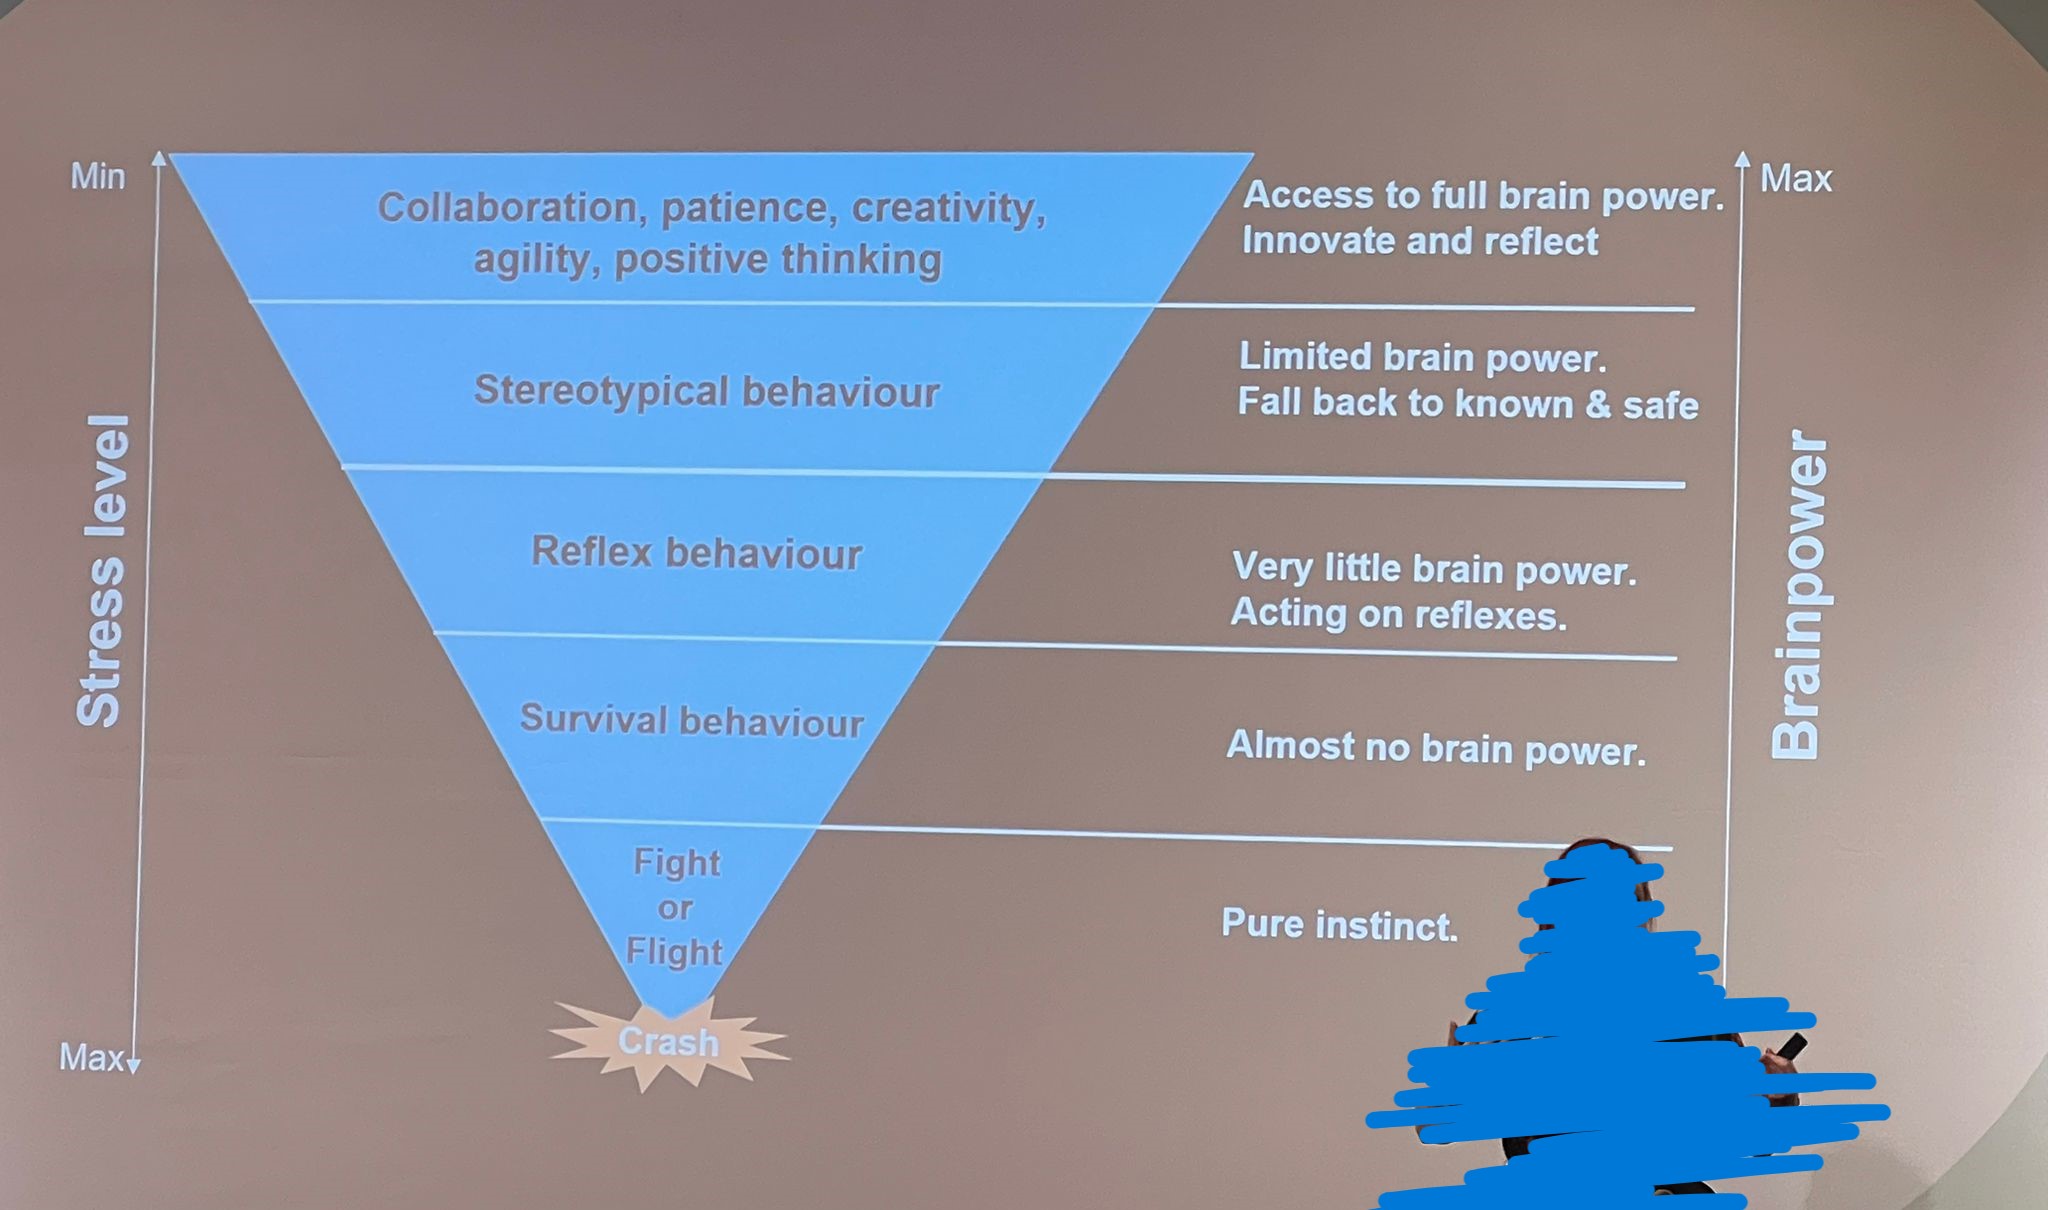 Min
Collaboration, patience, creativity,
agility, positive thinking
Access to full brain power.
Innovate and reflect
Max
Stereotypical behaviour
Limited brain power.
Fall back to known & safe
Stress level
Brainpower
Reflex behaviour
Very little brain power.
Acting on reflexes.
Survival behaviour
Almost no brain power.
Fight
or
Flight
Pure instinct.
Crash
Max